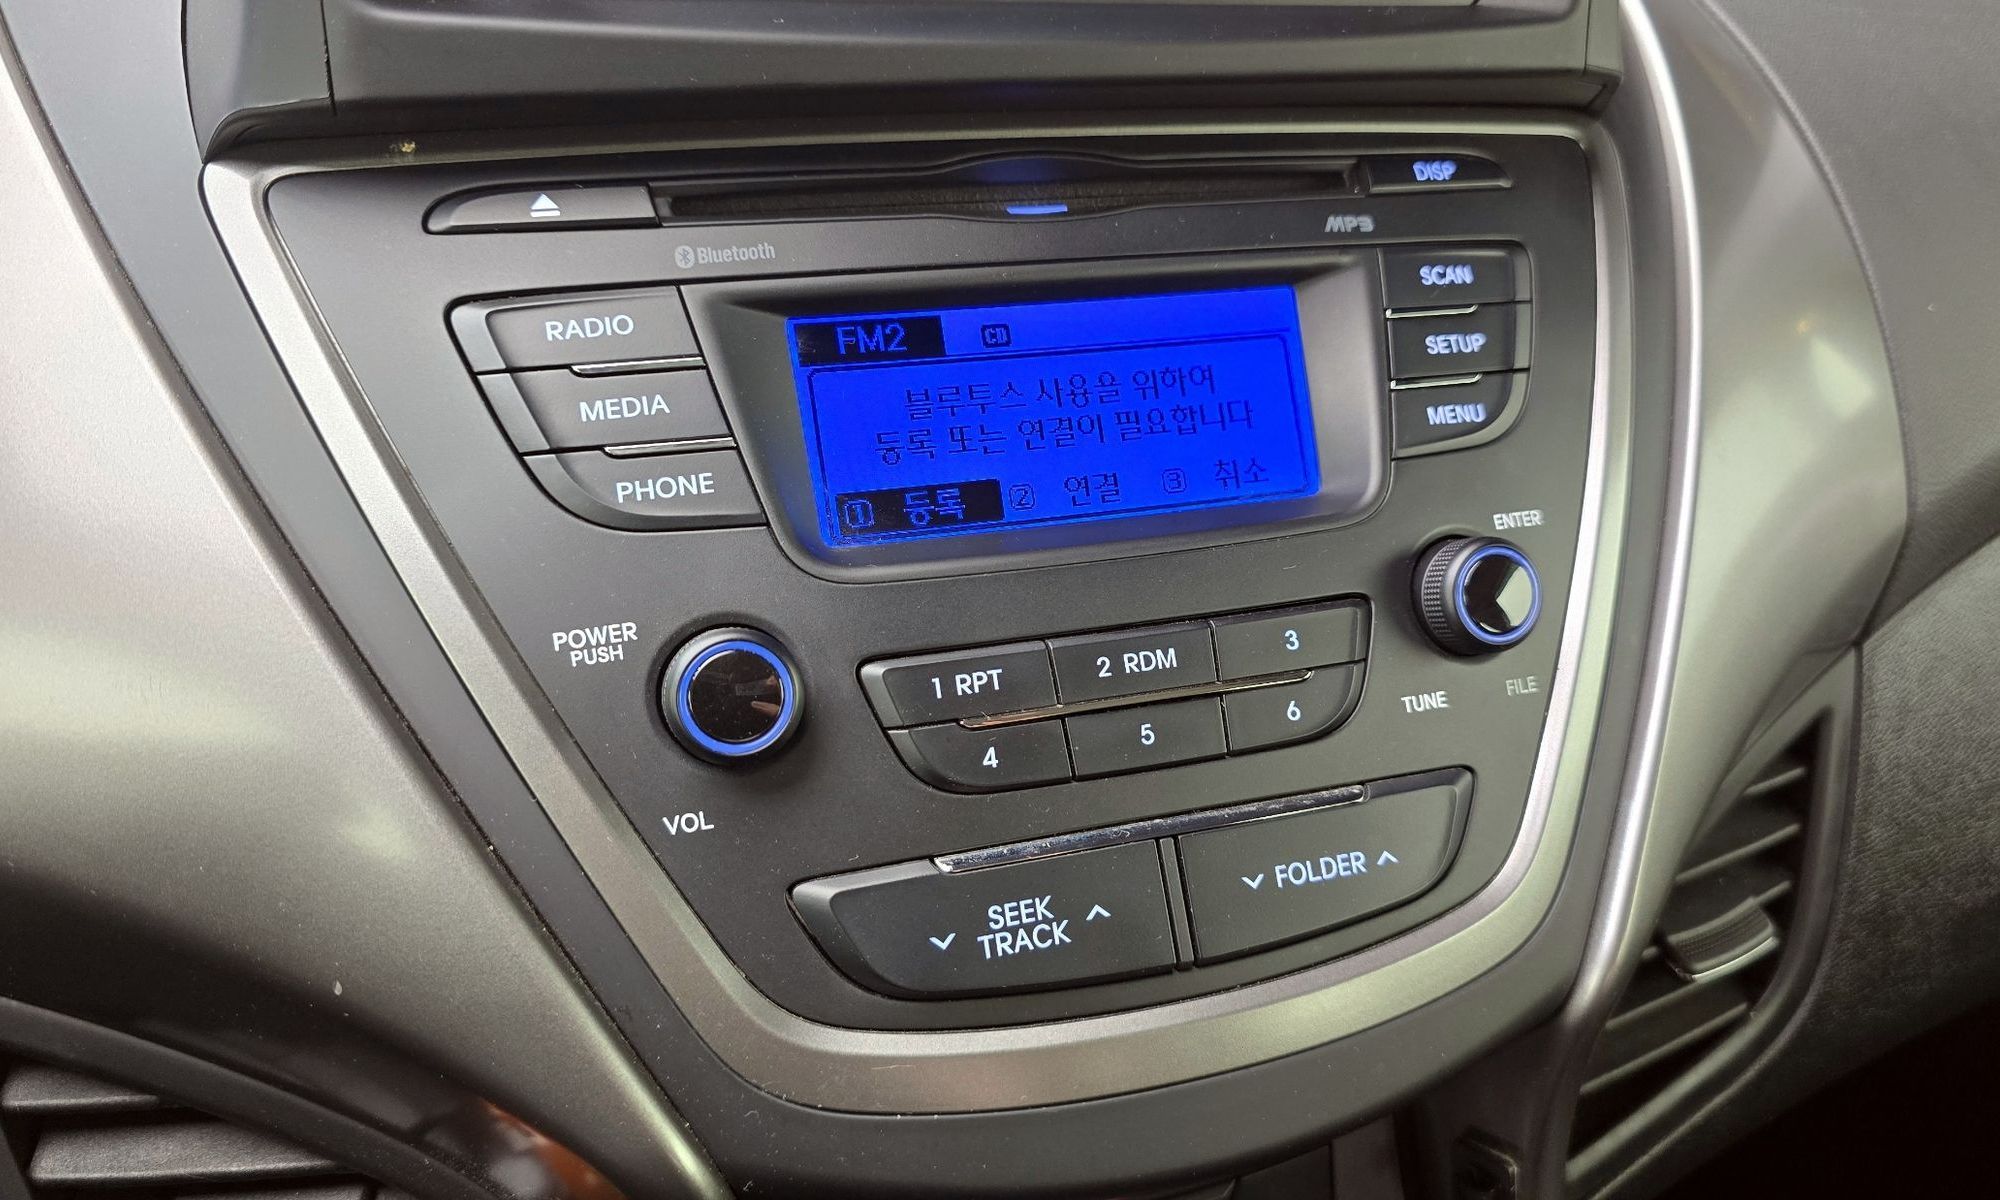 DISP
MP3
Bluetooth
SCAN
RADIO
FM2 CD
SETUP
MEDIA
블루투스 사용을 위하여
등록 또는 연결이 필요합니다
MENU
PHONE
1 등록 2 연결 3 취소
ENTER
POWER
PUSH
1 RPT 2 RDM 3
TUNE FILE
4 5 6
VOL
SEEK
TRACK
FOLDER